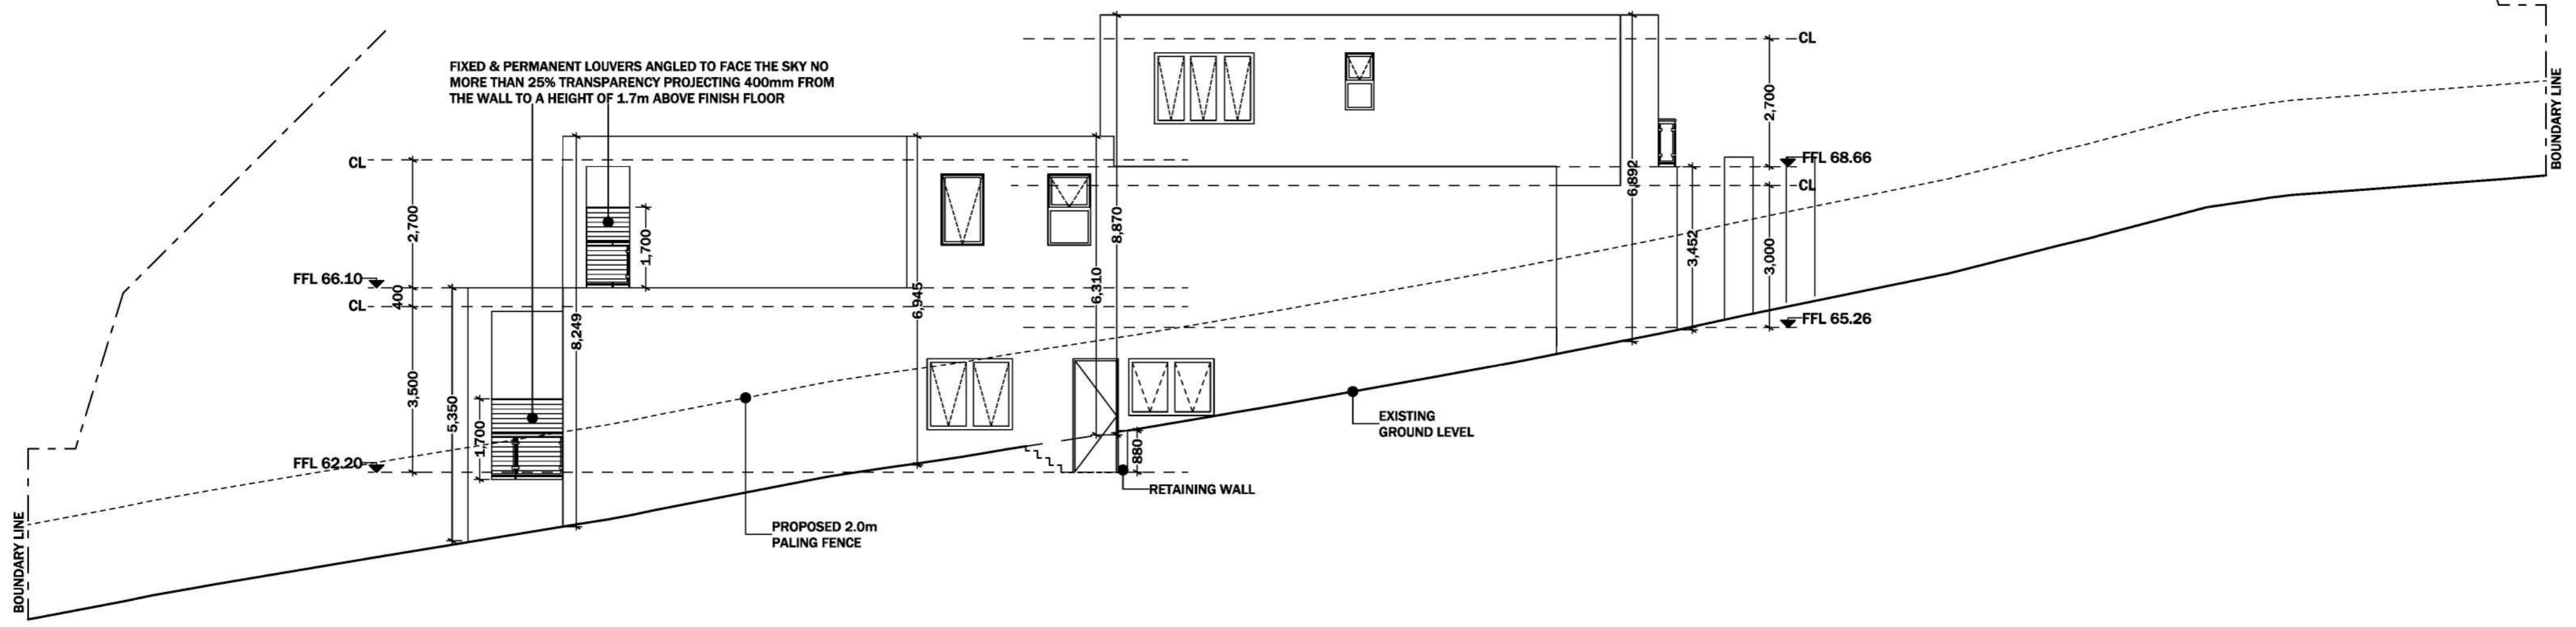 FIXED & PERMANENT LOUVERS ANGLED TO FACE THE SKY NO
MORE THAN 25% TRANSPARENCY PROJECTING 400mm FROM
THE WALL TO A HEIGHT OF 1.7m ABOVE FINISH FLOOR
CL
2,700
FFL 66.10
400
CL
3,500
FFL 62.20
5,350
1,700
1,700
8,249
6,945
6,310
8,870
880
6,892
3,452
CL
2,700
FFL 68.66
CL
3,000
FFL 65.26
EXISTING
GROUND LEVEL
RETAINING WALL
PROPOSED 2.0m
PALING FENCE
BOUNDARY LINE
BOUNDARY LINE